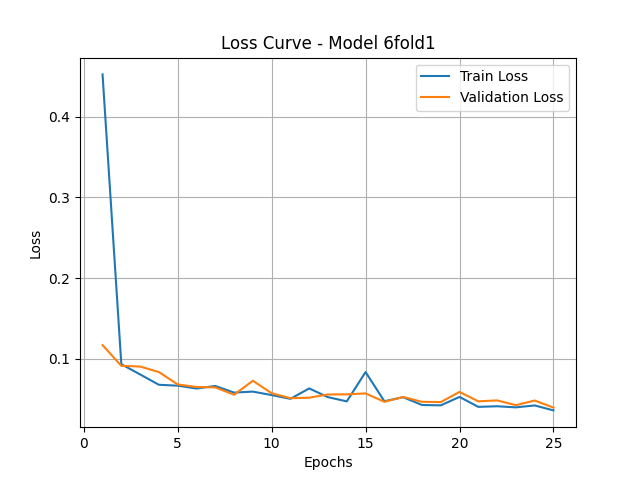 Loss Curve - Model 6fold1
Train Loss
Validation Loss
0.4
0.3
0.2
0.1
Loss
0 5 10 15 20 25
Epochs